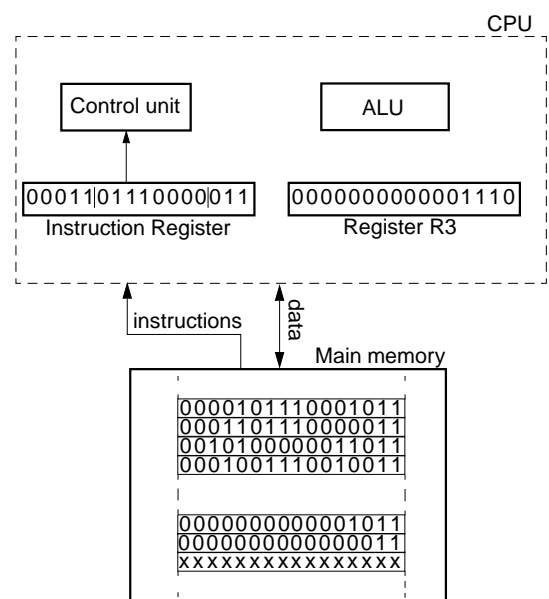 CPU
Control unit
ALU
00011|01110000|011
0000000000001110
Instruction Register
Register R3
instructions
data
Main memory
0000101110001011
0001101110000011
0010100000011011
0001001110010011
0000000000001011
0000000000000011
xxxxxxxxxxxxxxxx